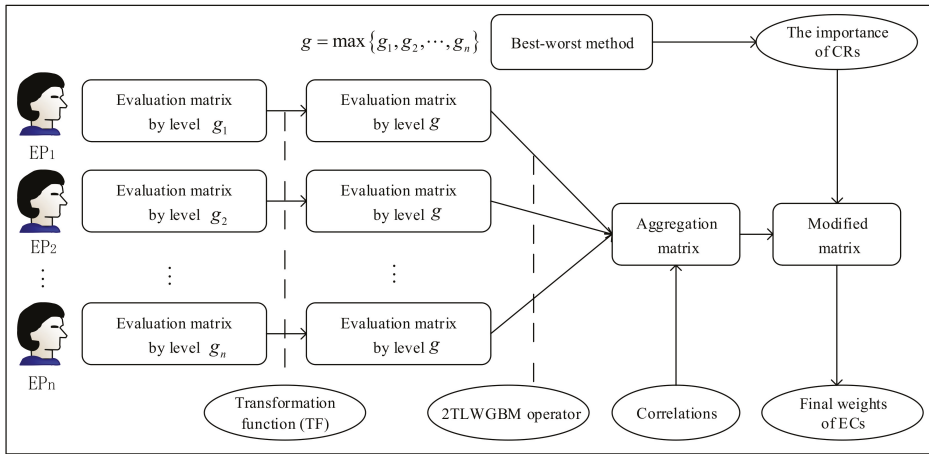 g = max{g₁, g₂, ⋯, gₙ}
Best-worst method
The importance
of CRs
Evaluation matrix
by level g₁
Evaluation matrix
by level g
EP₁
Evaluation matrix
by level g₂
Evaluation matrix
by level g
EP₂
Aggregation
matrix
Modified
matrix
⋮
⋮
⋮
Evaluation matrix
by level gₙ
Evaluation matrix
by level g
EPn
Transformation
function (TF)
2TLWGBM operator
Correlations
Final weights
of ECs